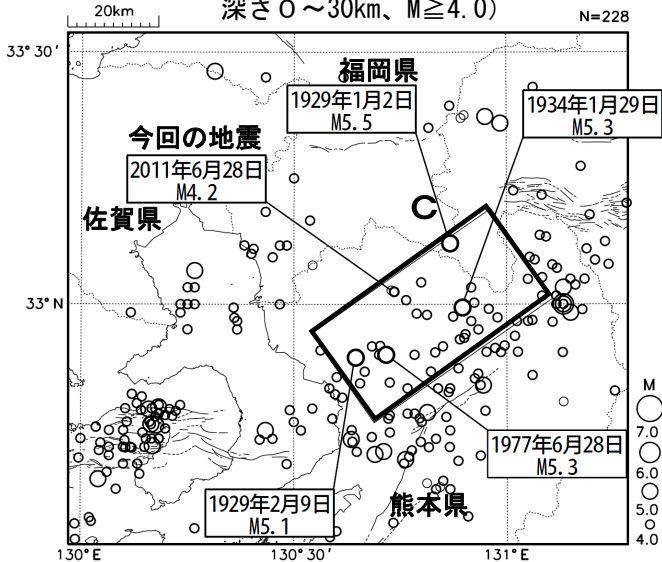 深さ０～30km、M≧4.0)
20km
N=228
33°30′
福岡県
1929年1月2日
M5.5
1934年1月29日
M5.3
今回の地震
2011年6月28日
M4.2
佐賀県
C
33°N
M
7.0
6.0
5.0
4.0
1977年6月28日
M5.3
1929年2月9日
M5.1
熊本県
130°E
130°30′
131°E